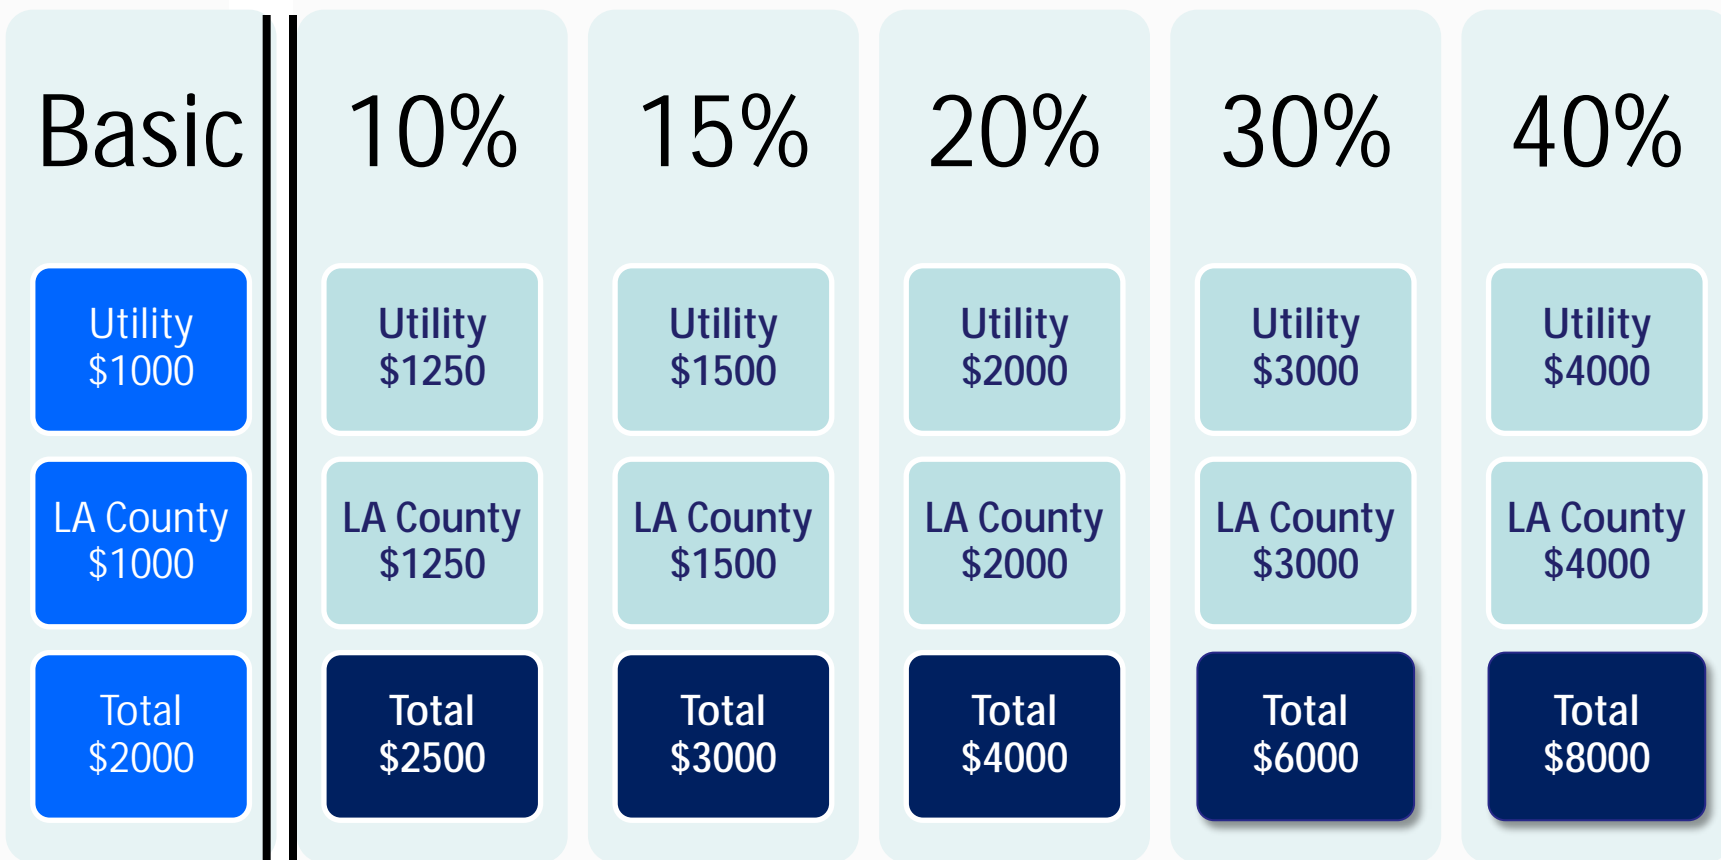 Basic
Utility
$1000
LA County
$1000
Total
$2000
10%
Utility
$1250
LA County
$1250
Total
$2500
15%
Utility
$1500
LA County
$1500
Total
$3000
20%
Utility
$2000
LA County
$2000
Total
$4000
30%
Utility
$3000
LA County
$3000
Total
$6000
40%
Utility
$4000
LA County
$4000
Total
$8000